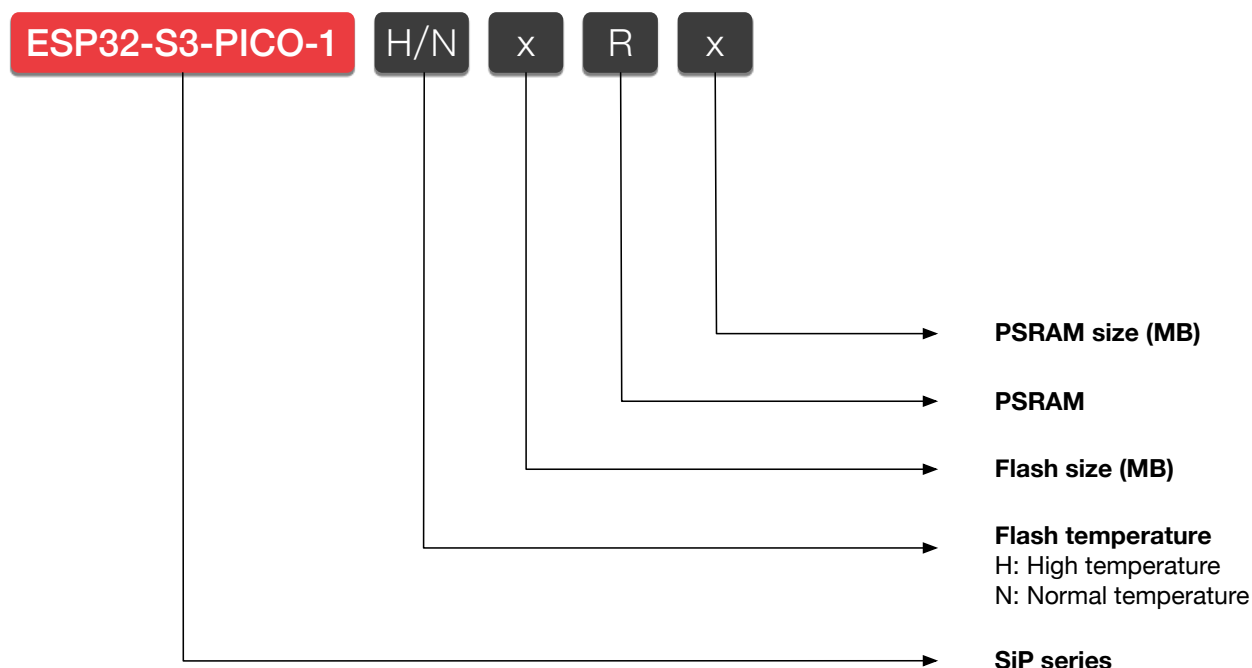 ESP32-S3-PICO-1 H/N x R x
PSRAM size (MB)
PSRAM
Flash size (MB)
Flash temperature
H: High temperature
N: Normal temperature
SiP series